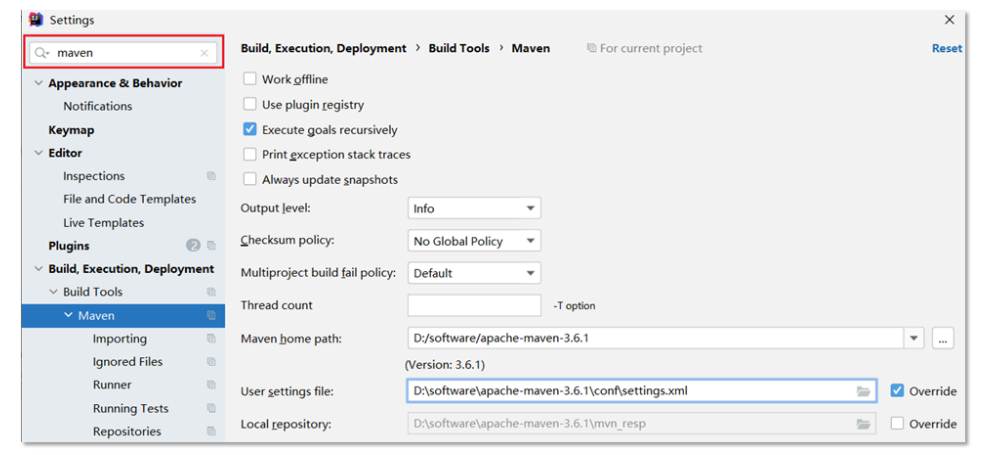 Settings
maven
Build, Execution, Deployment › Build Tools › Maven For current project Reset
Appearance & Behavior
Notifications
Keymap
Editor
Inspections
File and Code Templates
Live Templates
Plugins 2
Build, Execution, Deployment
Build Tools
Maven
Importing
Ignored Files
Runner
Running Tests
Repositories
Work offline
Use plugin registry
Execute goals recursively
Print exception stack traces
Always update snapshots
Output level: Info
Checksum policy: No Global Policy
Multiproject build fail policy: Default
Thread count -T option
Maven home path: D:/software/apache-maven-3.6.1 ...
(Version: 3.6.1)
User settings file: D:\software\apache-maven-3.6.1\conf\settings.xml Override
Local repository: D:\software\apache-maven-3.6.1\mvn_resp Override